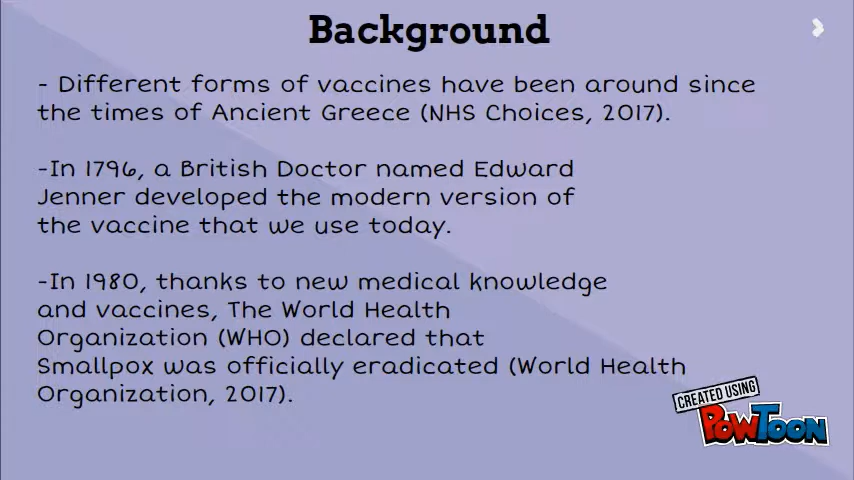 Background
- Different forms of vaccines have been around since
the times of Ancient Greece (NHS Choices, 2017).
-In 1796, a British Doctor named Edward
Jenner developed the modern version of
the vaccine that we use today.
-In 1980, thanks to new medical knowledge
and vaccines, The World Health
Organization (WHO) declared that
Smallpox was officially eradicated (World Health
Organization, 2017).
CREATED USING
POWTOON